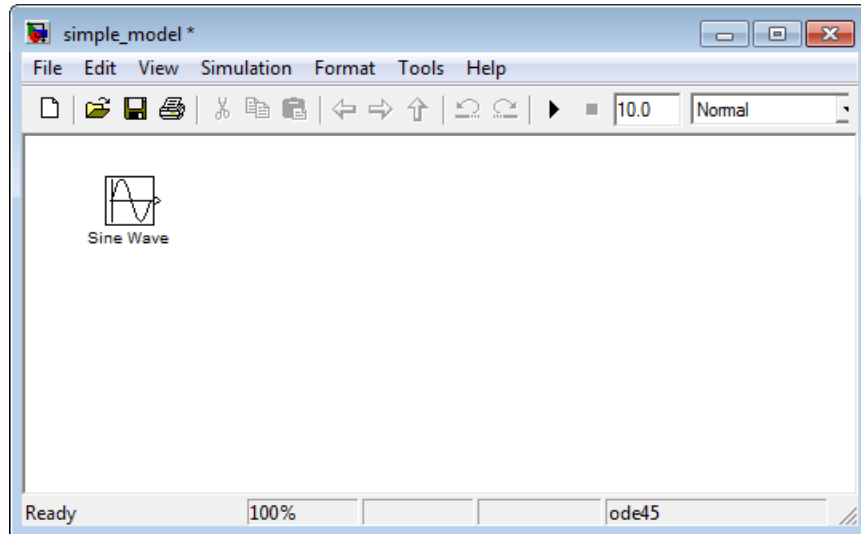 simple_model *
File Edit View Simulation Format Tools Help
10.0 Normal
Sine Wave
Ready 100% ode45